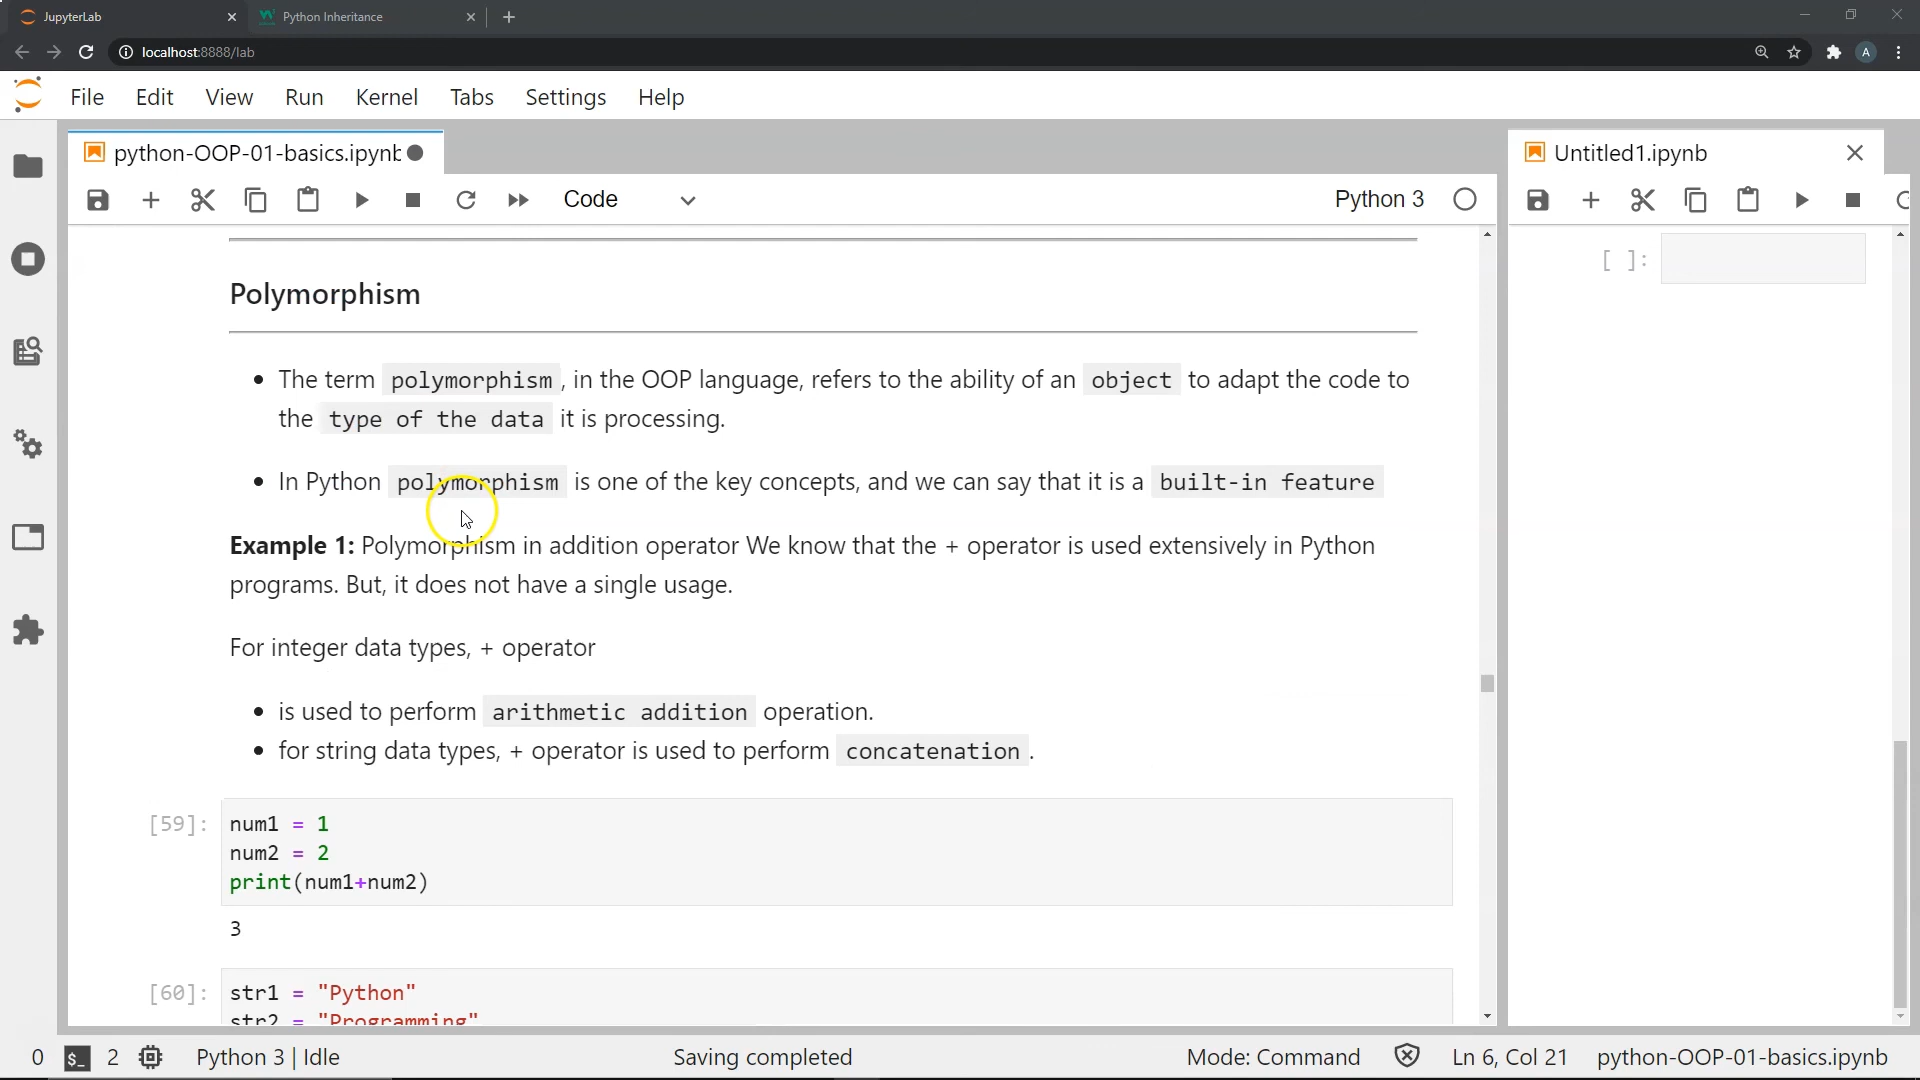 JupyterLab
Python Inheritance
localhost:8888/lab
A
File Edit View Run Kernel Tabs Settings Help
python-OOP-01-basics.ipynb
Untitled1.ipynb
Code
Python 3
[ ]:
Polymorphism
The term polymorphism , in the OOP language, refers to the ability of an object to adapt the code to
the type of the data it is processing.
In Python polymorphism is one of the key concepts, and we can say that it is a built-in feature
Example 1: Polymorphism in addition operator We know that the + operator is used extensively in Python
programs. But, it does not have a single usage.
For integer data types, + operator
is used to perform arithmetic addition operation.
for string data types, + operator is used to perform concatenation .
[59]: num1 = 1
num2 = 2
print(num1+num2)
3
[60]: str1 = "Python"
str2 = "Programming"
0 $_ 2 Python 3 | Idle Saving completed Mode: Command Ln 6, Col 21 python-OOP-01-basics.ipynb